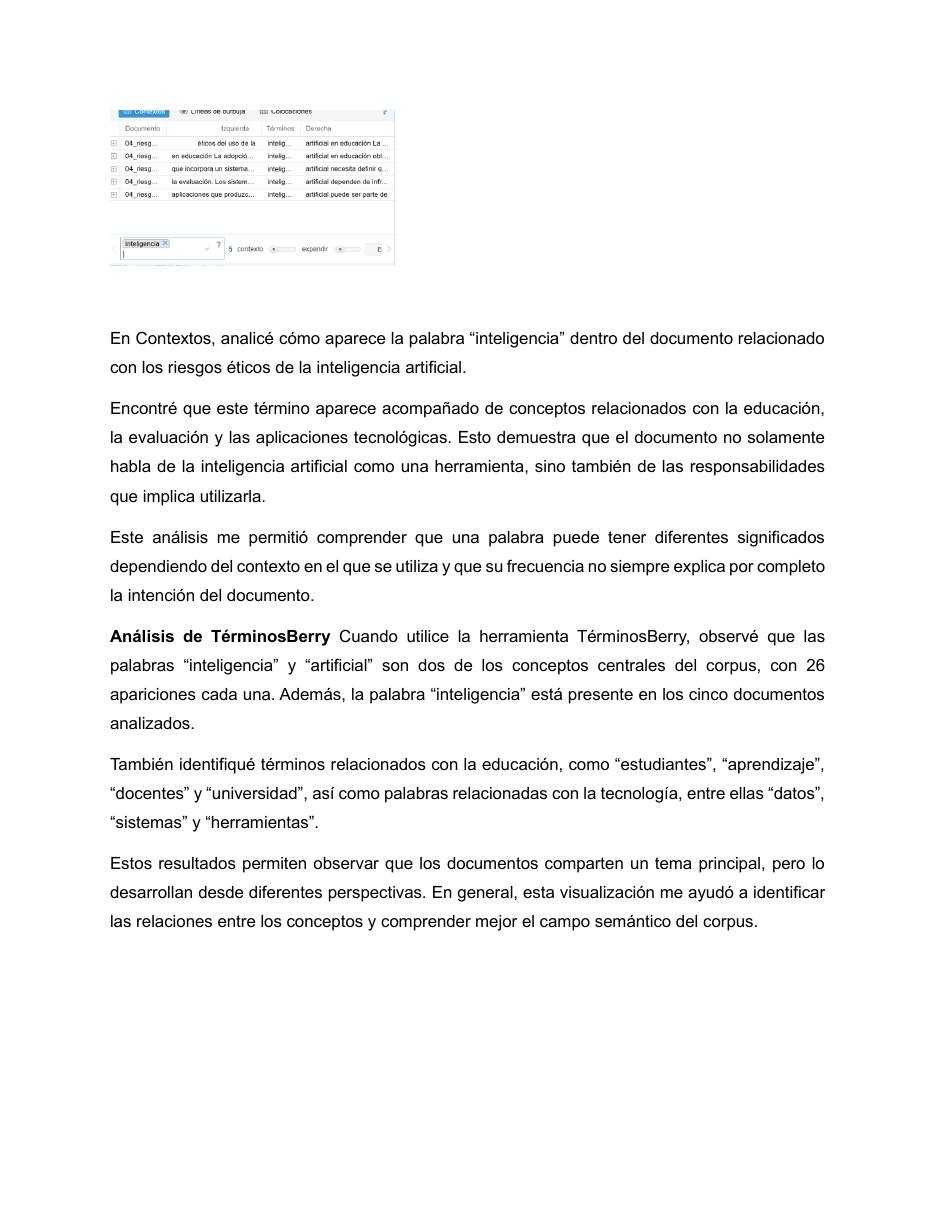 Contextos Líneas de burbuja Colocaciones ?
Documento Izquierda Términos Derecha
04_riesg... éticos del uso de la intelig... artificial en educación La ...
04_riesg... en educación La adopció... intelig... artificial en educación obl...
04_riesg... que incorpora un sistema... intelig... artificial necesita definir q...
04_riesg... la evaluación. Los sistem... intelig... artificial dependen de infr...
04_riesg... aplicaciones que produzc... intelig... artificial puede ser parte de
inteligencia ? 5 contexto expandir E
En Contextos, analicé cómo aparece la palabra “inteligencia” dentro del documento relacionado
con los riesgos éticos de la inteligencia artificial.
Encontré que este término aparece acompañado de conceptos relacionados con la educación,
la evaluación y las aplicaciones tecnológicas. Esto demuestra que el documento no solamente
habla de la inteligencia artificial como una herramienta, sino también de las responsabilidades
que implica utilizarla.
Este análisis me permitió comprender que una palabra puede tener diferentes significados
dependiendo del contexto en el que se utiliza y que su frecuencia no siempre explica por completo
la intención del documento.
Análisis de TérminosBerry Cuando utilice la herramienta TérminosBerry, observé que las
palabras “inteligencia” y “artificial” son dos de los conceptos centrales del corpus, con 26
apariciones cada una. Además, la palabra “inteligencia” está presente en los cinco documentos
analizados.
También identifiqué términos relacionados con la educación, como “estudiantes”, “aprendizaje”,
“docentes” y “universidad”, así como palabras relacionadas con la tecnología, entre ellas “datos”,
“sistemas” y “herramientas”.
Estos resultados permiten observar que los documentos comparten un tema principal, pero lo
desarrollan desde diferentes perspectivas. En general, esta visualización me ayudó a identificar
las relaciones entre los conceptos y comprender mejor el campo semántico del corpus.